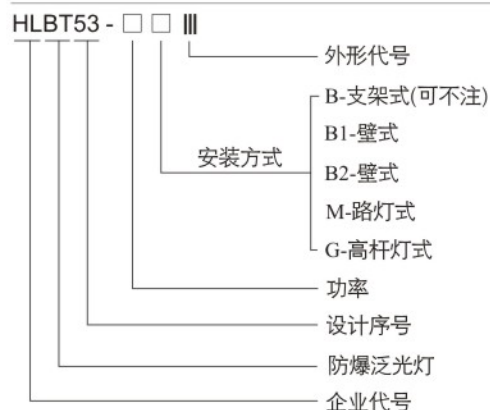 HLBT53 - □ □ Ⅲ
外形代号
B-支架式(可不注)
B1-壁式
安装方式
B2-壁式
M-路灯式
G-高杆灯式
功率
设计序号
防爆泛光灯
企业代号